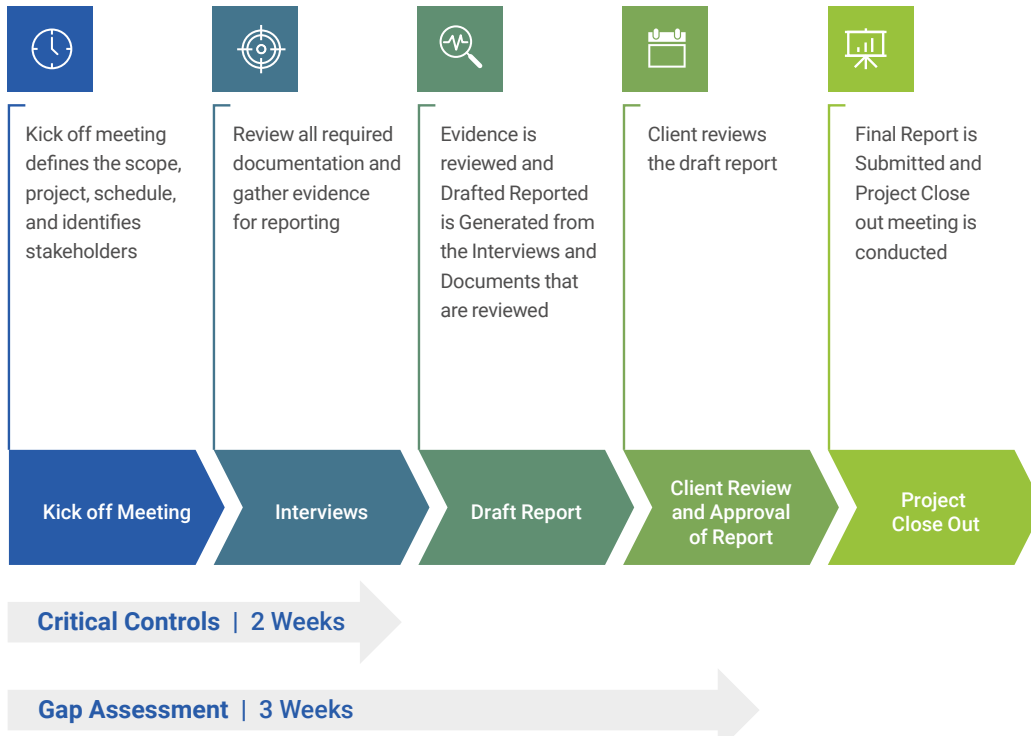 Kick off meeting
defines the scope,
project, schedule,
and identifies
stakeholders
Review all required
documentation and
gather evidence
for reporting
Evidence is
reviewed and
Drafted Reported
is Generated from
the Interviews and
Documents that
are reviewed
Client reviews
the draft report
Final Report is
Submitted and
Project Close
out meeting is
conducted
Kick off Meeting
Interviews
Draft Report
Client Review
and Approval
of Report
Project
Close Out
Critical Controls | 2 Weeks
Gap Assessment | 3 Weeks